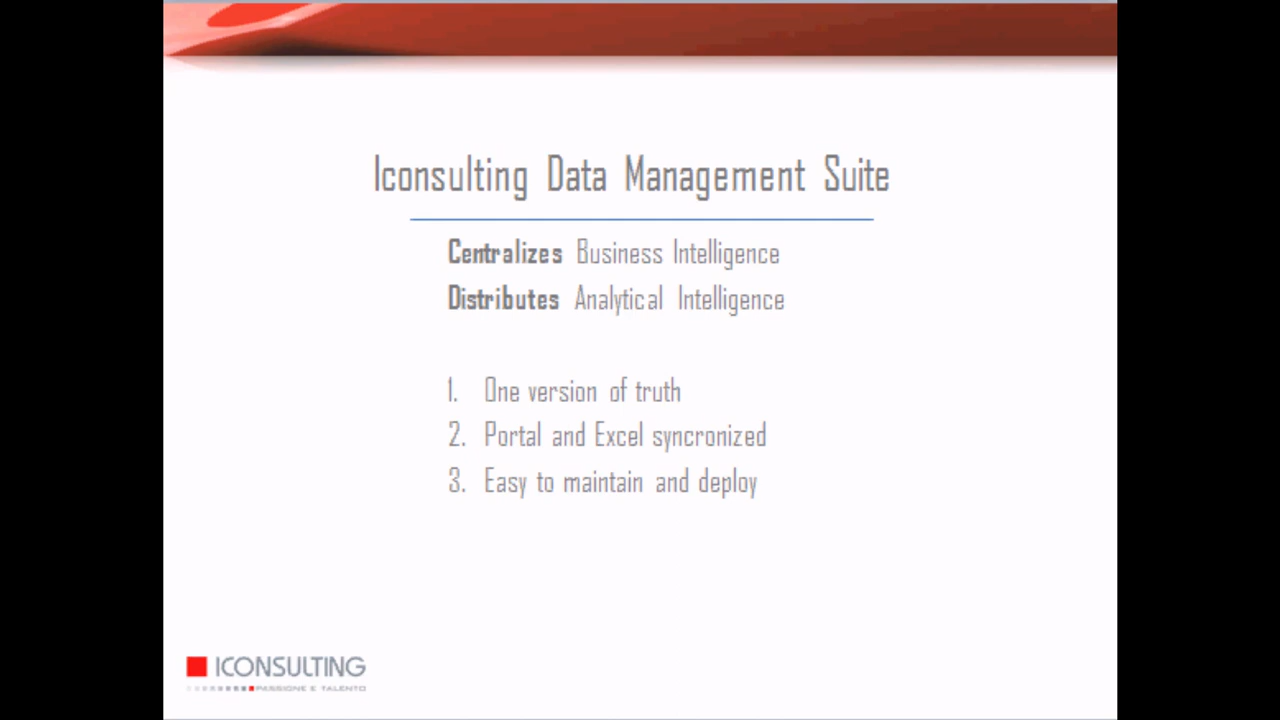 Iconsulting Data Management Suite
Centralizes Business Intelligence
Distributes Analytical Intelligence
1. One version of truth
2. Portal and Excel syncronized
3. Easy to maintain and deploy
ICONSULTING
PASSIONE E TALENTO